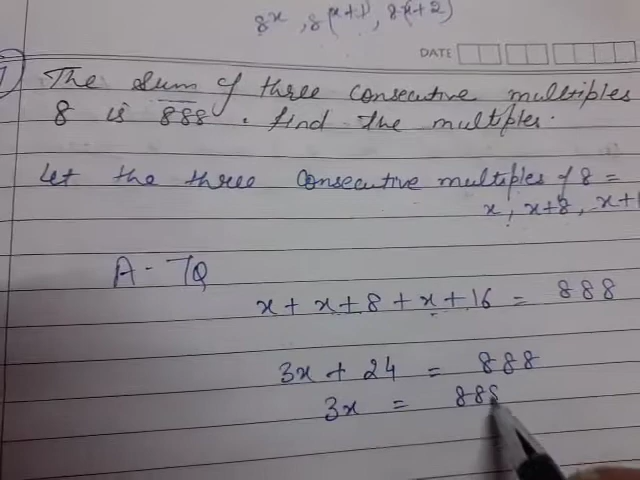 8x , 8(x+1) , 8(x+2)
DATE
The sum of three consecutive multiples
8 is 888 . find the multiples.
Let the three consecutive multiples of 8 =
x, x+8, x+1
A - TQ
x + x + 8 + x + 16 = 888
3x + 24 = 888
3x = 888